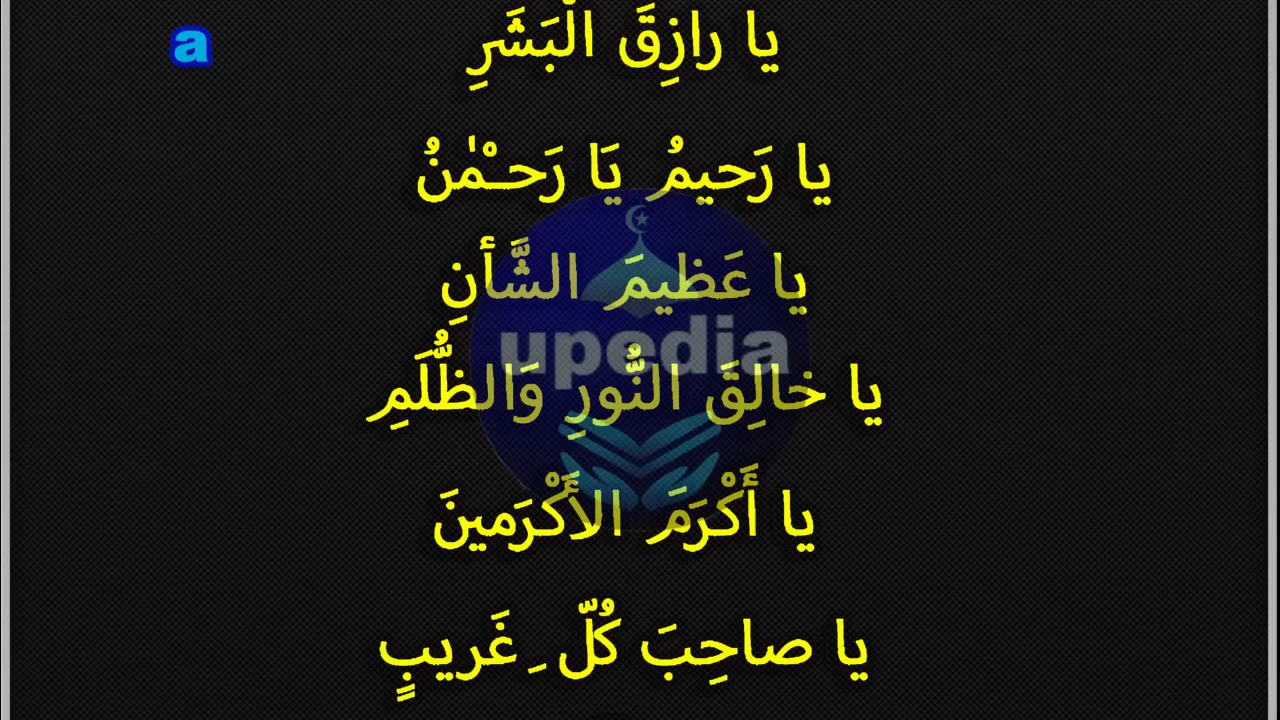 a
يا رازِقَ الْبَشَرِ
يا رَحيمُ يَا رَحـْمٰنُ
يا عَظيمَ الشَّأنِ
upedia
يا خالِقَ النُّورِ وَالظُّلَمِ
يا أَكْرَمَ الأَكْرَمينَ
يا صاحِبَ كُلّ ِغَريبٍ